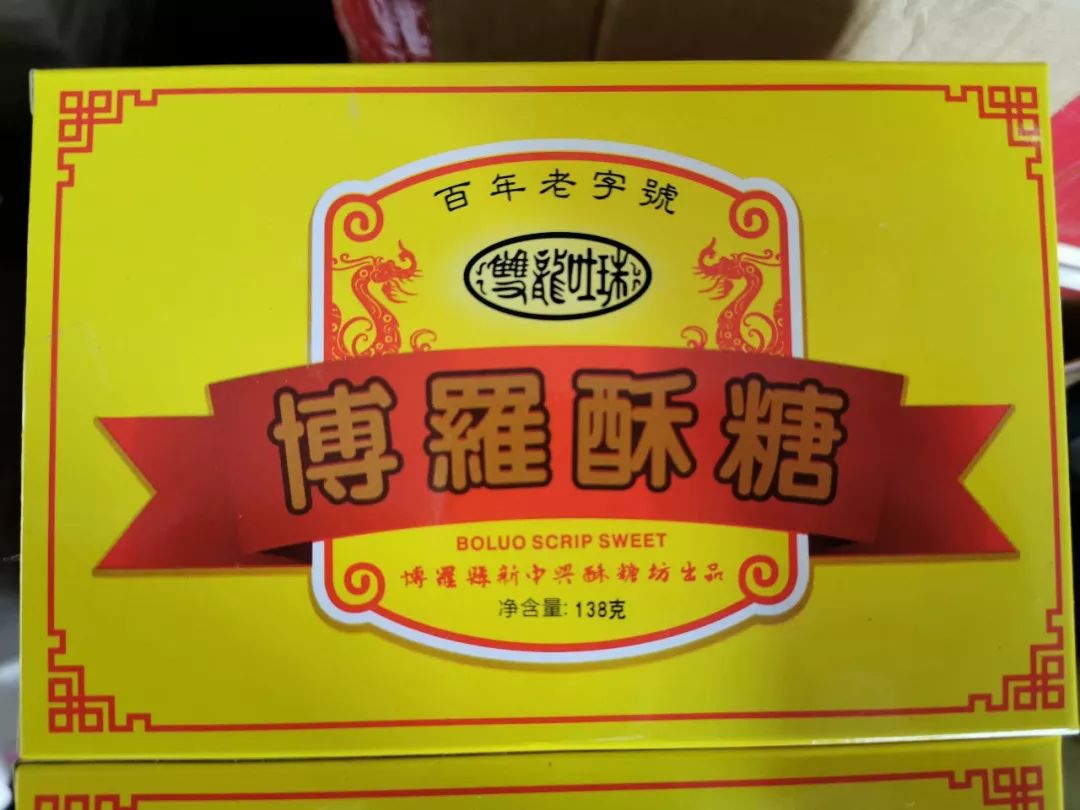 百年老字號
雙龍吐珠
博羅酥糖
BOLUO SCRIP SWEET
博羅縣新中興酥糖坊出品
净含量:138克